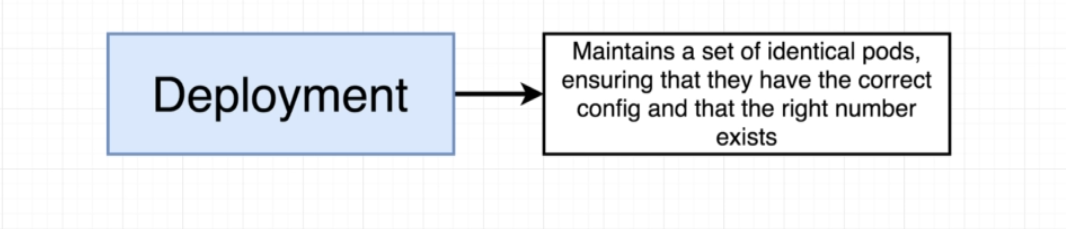 Deployment
Maintains a set of identical pods,
ensuring that they have the correct
config and that the right number
exists